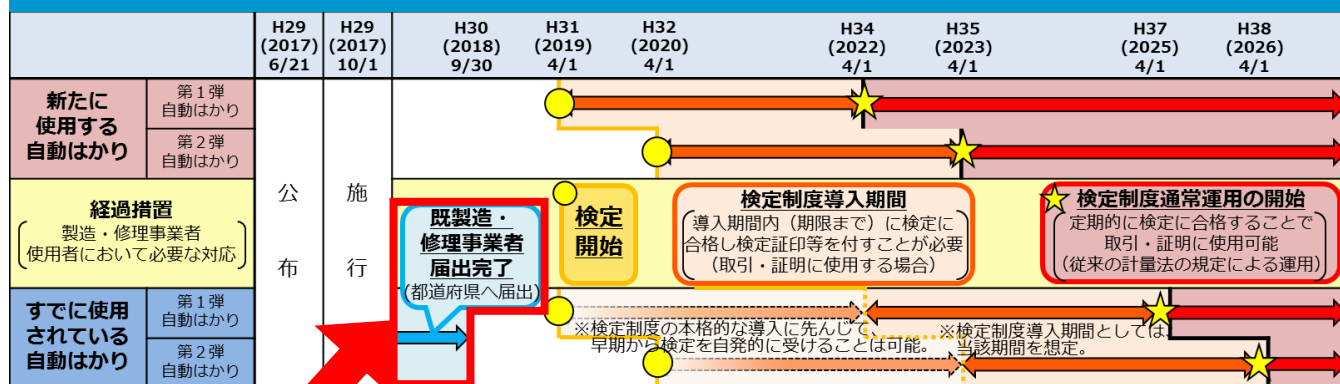 H29
(2017)
6/21
H29
(2017)
10/1
H30
(2018)
9/30
H31
(2019)
4/1
H32
(2020)
4/1
H34
(2022)
4/1
H35
(2023)
4/1
H37
(2025)
4/1
H38
(2026)
4/1
新たに
使用する
自動はかり
第1弾
自動はかり
第2弾
自動はかり
公
布
施
行
経過措置
製造・修理事業者
使用者において必要な対応
既製造・
修理事業者
届出完了
(都道府県へ届出)
検定
開始
検定制度導入期間
導入期間内（期限まで）に検定に
合格し検定証印等を付すことが必要
（取引・証明に使用する場合）
検定制度通常運用の開始
定期的に検定に合格することで
取引・証明に使用可能
(従来の計量法の規定による運用)
すでに使用
されている
自動はかり
第1弾
自動はかり
第2弾
自動はかり
※検定制度の本格的な導入に先んじて、
早期から検定を自発的に受けることは可能。
※検定制度導入期間としては、
当該期間を想定。